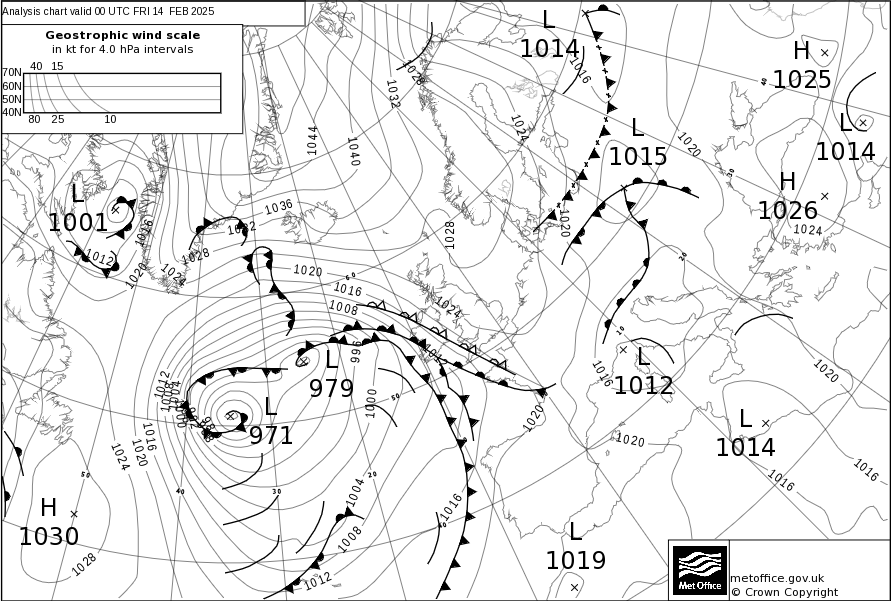 Analysis chart valid 00 UTC FRI 14 FEB 2025
Geostrophic wind scale
in kt for 4.0 hPa intervals
40 15
70N
60N
50N
40N
80 25 10
L
1014
H
1025
L
1014
L
1015
H
1026
1024
L
1001
1012
1016
1020
1024
1028
1032
1036
1044
1040
1032
1028
1016
1024
1020
1020
1028
1020
1016
1008
1024
1012
996
1000
L
979
L
971
1012
1008
1004
1000
1016
1020
1024
L
1012
1016
1020
1020
1020
L
1014
1016
1016
H
1030
1028
1004
1008
1012
1016
L
1019
40
30
20
10
60
50
50
40
30
20
40
Met Office
metoffice.gov.uk
© Crown Copyright